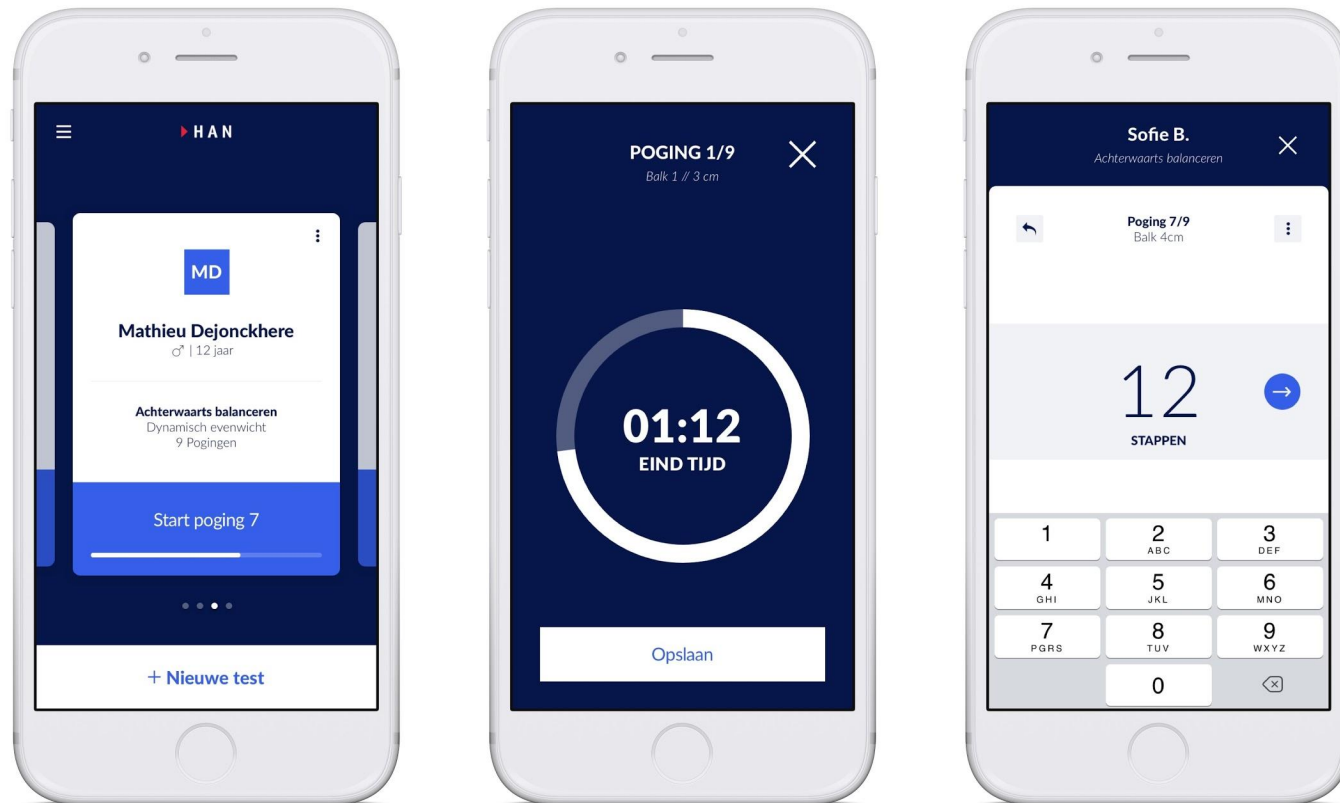 HAN
MD
Mathieu Dejonckhere
♂ | 12 jaar
Achterwaarts balanceren
Dynamisch evenwicht
9 Pogingen
Start poging 7
+ Nieuwe test
POGING 1/9
Balk 1 // 3 cm
01:12
EIND TIJD
Opslaan
Sofie B.
Achterwaarts balanceren
Poging 7/9
Balk 4cm
12
STAPPEN
1 2 3
ABC DEF
4 5 6
GHI JKL MNO
7 8 9
PGRS TUV WXYZ
0